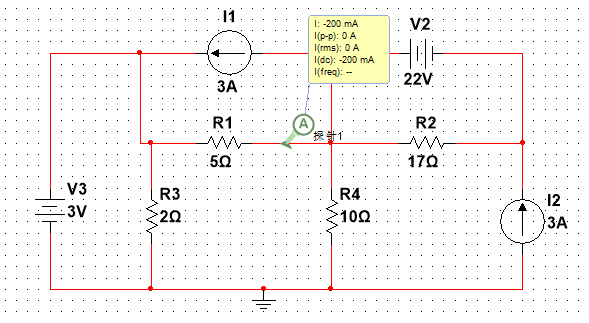 I1
3A
I: -200 mA
I(p-p): 0 A
I(rms): 0 A
I(dc): -200 mA
I(freq): --
V2
22V
R1
5Ω
A
探针1
R2
17Ω
V3
3V
R3
2Ω
R4
10Ω
I2
3A